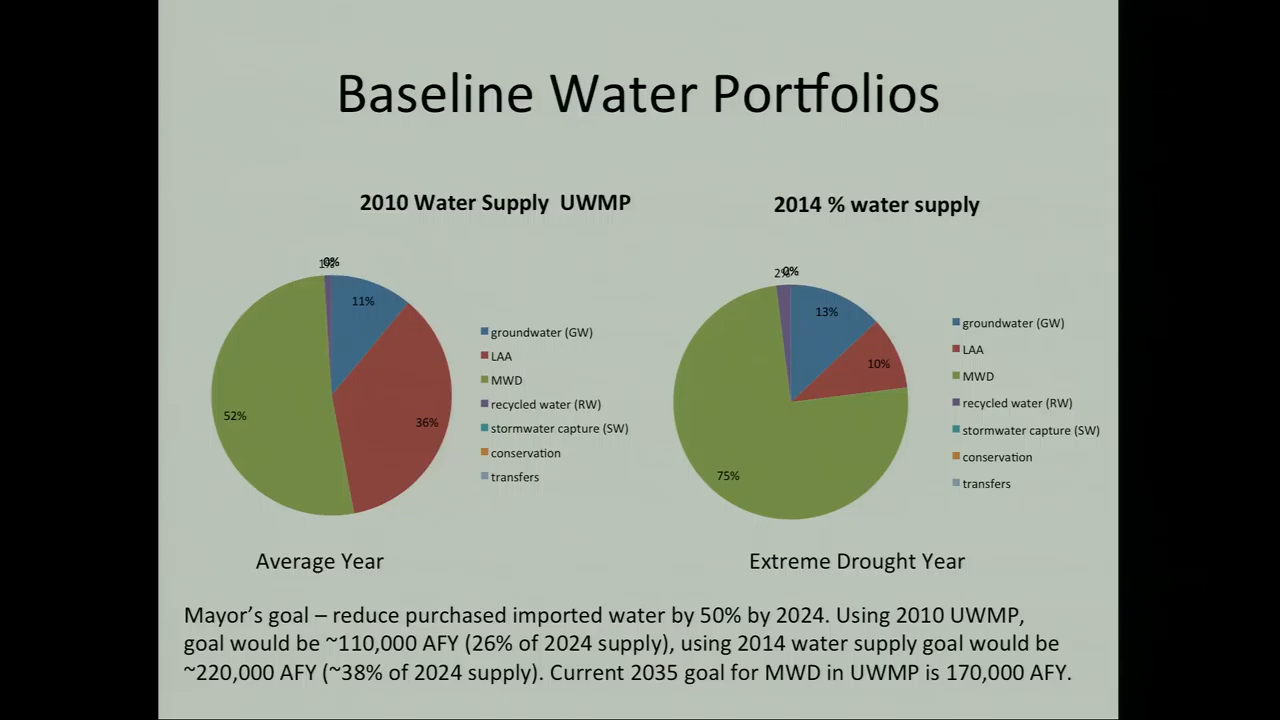 Baseline Water Portfolios
2010 Water Supply UWMP
1%
0%
11%
36%
52%
groundwater (GW)
LAA
MWD
recycled water (RW)
stormwater capture (SW)
conservation
transfers
Average Year
2014 % water supply
2%
0%
13%
10%
75%
groundwater (GW)
LAA
MWD
recycled water (RW)
stormwater capture (SW)
conservation
transfers
Extreme Drought Year
Mayor’s goal – reduce purchased imported water by 50% by 2024. Using 2010 UWMP,
goal would be ~110,000 AFY (26% of 2024 supply), using 2014 water supply goal would be
~220,000 AFY (~38% of 2024 supply). Current 2035 goal for MWD in UWMP is 170,000 AFY.